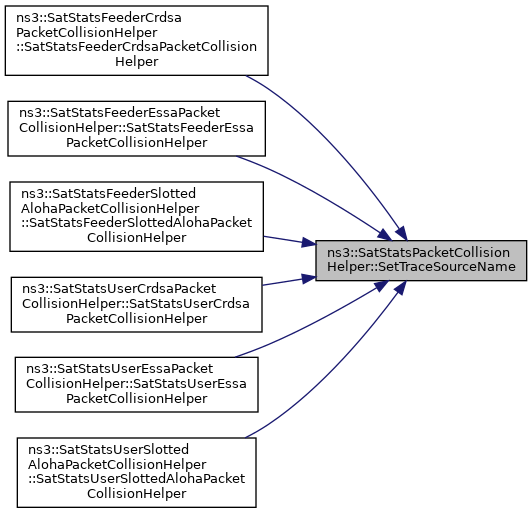 ns3::SatStatsFeederCrdsa
PacketCollisionHelper
::SatStatsFeederCrdsaPacketCollision
Helper
ns3::SatStatsFeederEssaPacket
CollisionHelper::SatStatsFeederEssa
PacketCollisionHelper
ns3::SatStatsFeederSlotted
AlohaPacketCollisionHelper
::SatStatsFeederSlottedAlohaPacket
CollisionHelper
ns3::SatStatsPacketCollision
Helper::SetTraceSourceName
ns3::SatStatsUserCrdsaPacket
CollisionHelper::SatStatsUserCrdsa
PacketCollisionHelper
ns3::SatStatsUserEssaPacket
CollisionHelper::SatStatsUserEssa
PacketCollisionHelper
ns3::SatStatsUserSlotted
AlohaPacketCollisionHelper
::SatStatsUserSlottedAlohaPacket
CollisionHelper